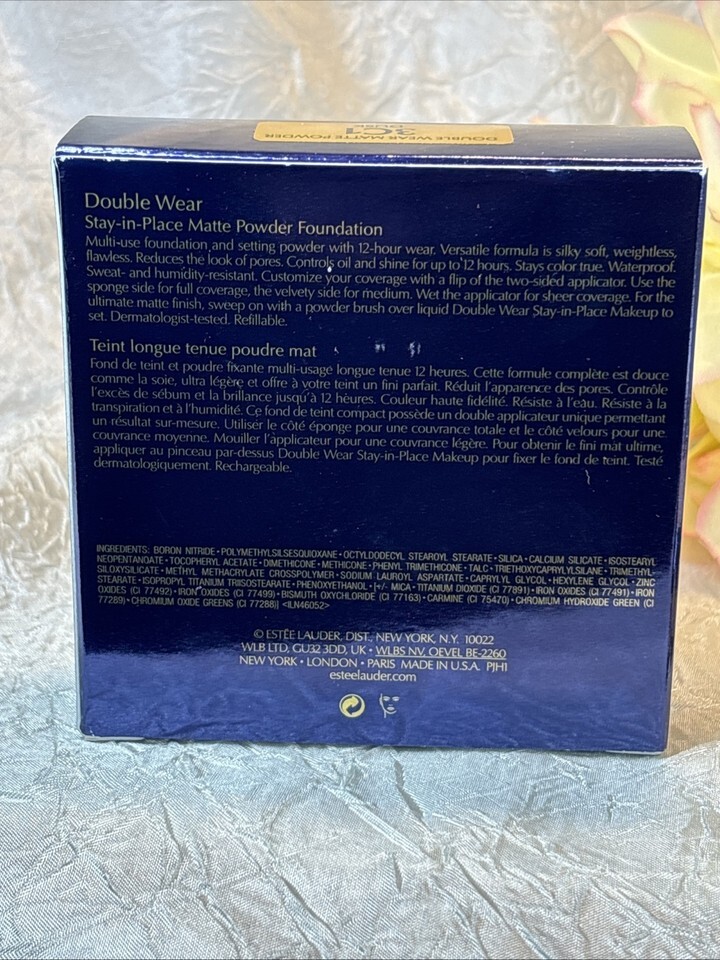 DOUBLE WEAR MATTE POWDER
3C1
DUSK
Double Wear
Stay-in-Place Matte Powder Foundation
Multi-use foundation and setting powder with 12-hour wear. Versatile formula is silky soft, weightless,
flawless. Reduces the look of pores. Controls oil and shine for up to 12 hours. Stays color true. Waterproof.
Sweat- and humidity-resistant. Customize your coverage with a flip of the two-sided applicator. Use the
sponge side for full coverage, the velvety side for medium. Wet the applicator for sheer coverage. For the
ultimate matte finish, sweep on with a powder brush over liquid Double Wear Stay-in-Place Makeup to
set. Dermatologist-tested. Refillable.
Teint longue tenue poudre mat
Fond de teint et poudre fixante multi-usage longue tenue 12 heures. Cette formule complète est douce
comme la soie, ultra légère et offre à votre teint un fini parfait. Réduit l'apparence des pores. Contrôle
l'excès de sébum et la brillance jusqu'à 12 heures. Couleur haute fidélité. Résiste à l'eau. Résiste à la
transpiration et à l'humidité. Ce fond de teint compact possède un double applicateur unique permettant
un résultat sur-mesure. Utiliser le côté éponge pour une couvrance totale et le côté velours pour une
couvrance moyenne. Mouiller l'applicateur pour une couvrance légère. Pour obtenir le fini mat ultime,
appliquer au pinceau par-dessus Double Wear Stay-in-Place Makeup pour fixer le fond de teint. Testé
dermatologiquement. Rechargeable.
INGREDIENTS: BORON NITRIDE • POLYMETHYLSILSESQUIOXANE • OCTYLDODECYL STEAROYL STEARATE • SILICA • CALCIUM SILICATE • ISOSTEARYL
NEOPENTANOATE • TOCOPHERYL ACETATE • DIMETHICONE • METHICONE • PHENYL TRIMETHICONE • TALC • TRIETHOXYCAPRYLYLSILANE • TRIMETHYL-
SILOXYSILICATE • METHYL METHACRYLATE CROSSPOLYMER • SODIUM LAUROYL ASPARTATE • CAPRYLYL GLYCOL • HEXYLENE GLYCOL • ZINC
STEARATE • ISOPROPYL TITANIUM TRIISOSTEARATE • PHENOXYETHANOL • [+/- MICA • TITANIUM DIOXIDE (CI 77891) • IRON OXIDES (CI 77491) • IRON
OXIDES (CI 77492) • IRON OXIDES (CI 77499) • BISMUTH OXYCHLORIDE (CI 77163) • CARMINE (CI 75470) • CHROMIUM HYDROXIDE GREEN (CI
77289) • CHROMIUM OXIDE GREENS (CI 77288)] <ILN46052>
© ESTÉE LAUDER, DIST., NEW YORK, N.Y. 10022
WLB LTD, GU32 3DD, UK • WLBS NV, OEVEL BE-2260
NEW YORK • LONDON • PARIS MADE IN U.S.A. PJH1
esteelauder.com